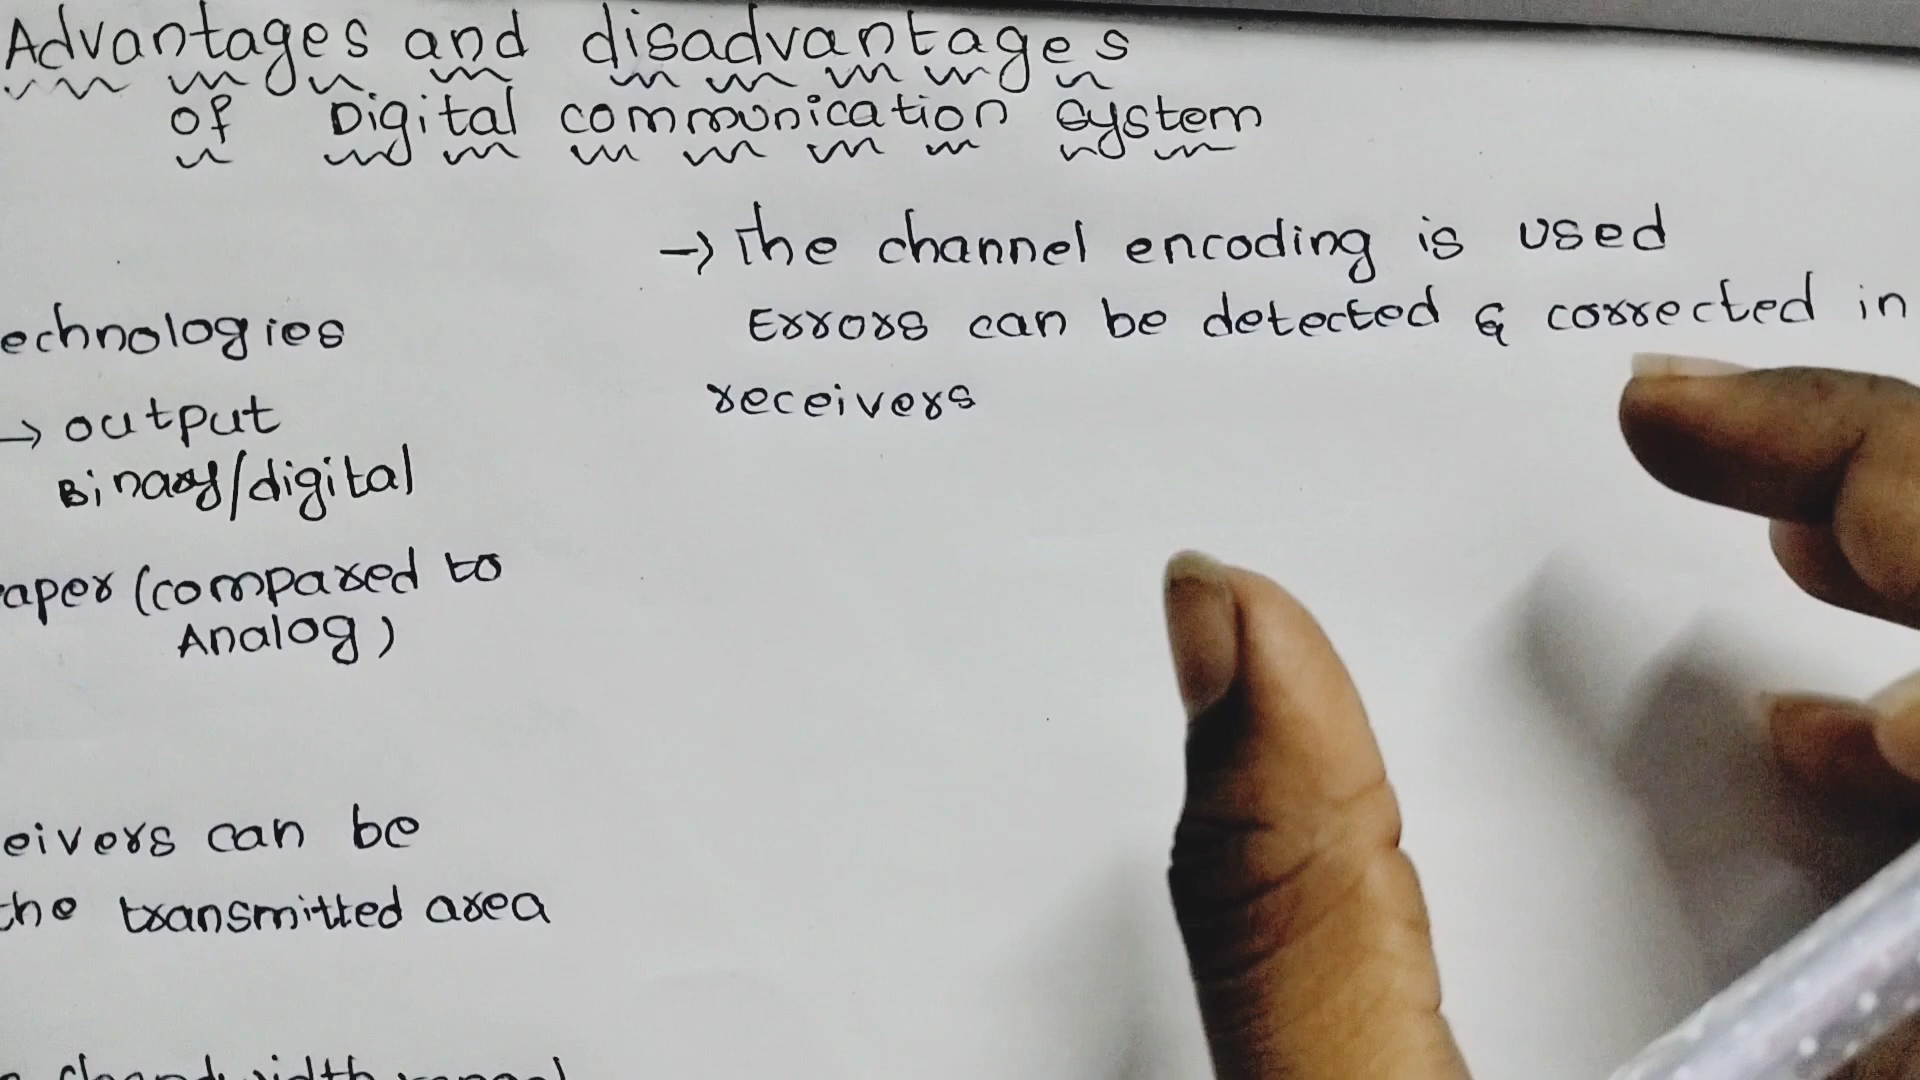 Advantages and disadvantages
of Digital communication system
echnologies
→ output
Binary/digital
aper (compared to
Analog)
eivers can be
he transmitted area
→ The channel encoding is used
Errors can be detected & corrected in
receivers